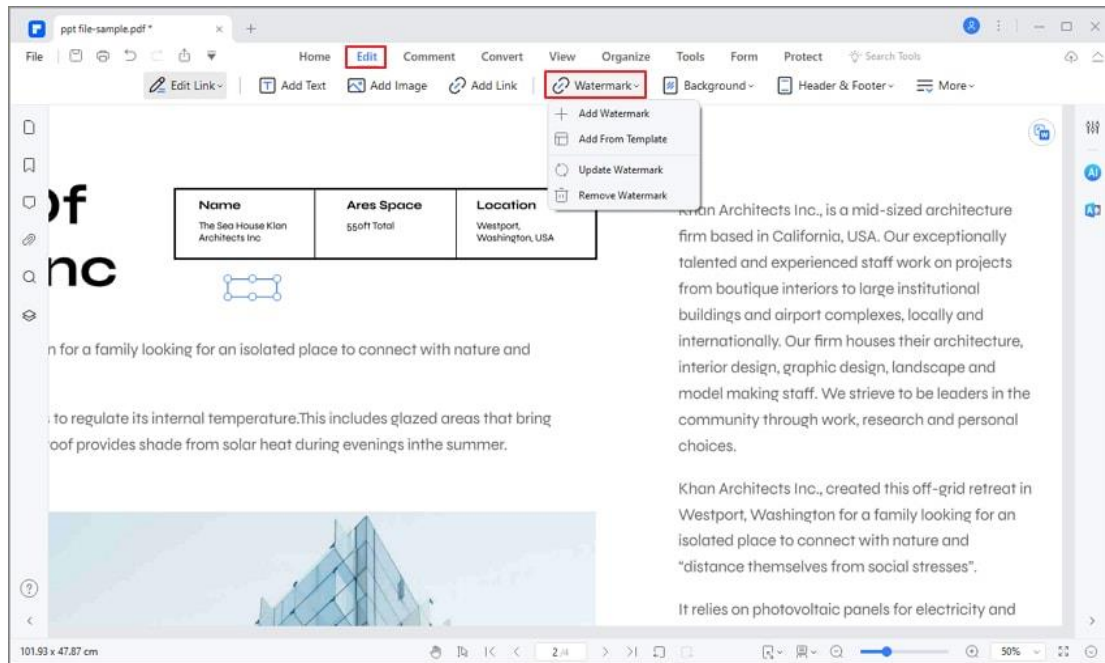 ppt file-sample.pdf *
File Home Edit Comment Convert View Organize Tools Form Protect Search Tools
Edit Link Add Text Add Image Add Link Watermark Background Header & Footer More
Add Watermark
Add From Template
Update Watermark
Remove Watermark
Of
Inc
Name
The Sea House Klan
Architects Inc
Ares Space
550ft Total
Location
Westport,
Washington, USA
n for a family looking for an isolated place to connect with nature and
to regulate its internal temperature.This includes glazed areas that bring
oof provides shade from solar heat during evenings inthe summer.
Khan Architects Inc., is a mid-sized architecture
firm based in California, USA. Our exceptionally
talented and experienced staff work on projects
from boutique interiors to large institutional
buildings and airport complexes, locally and
internationally. Our firm houses their architecture,
interior design, graphic design, landscape and
model making staff. We strieve to be leaders in the
community through work, research and personal
choices.
Khan Architects Inc., created this off-grid retreat in
Westport, Washington for a family looking for an
isolated place to connect with nature and
“distance themselves from social stresses”.
It relies on photovoltaic panels for electricity and
101.93 x 47.87 cm
2/4
50%